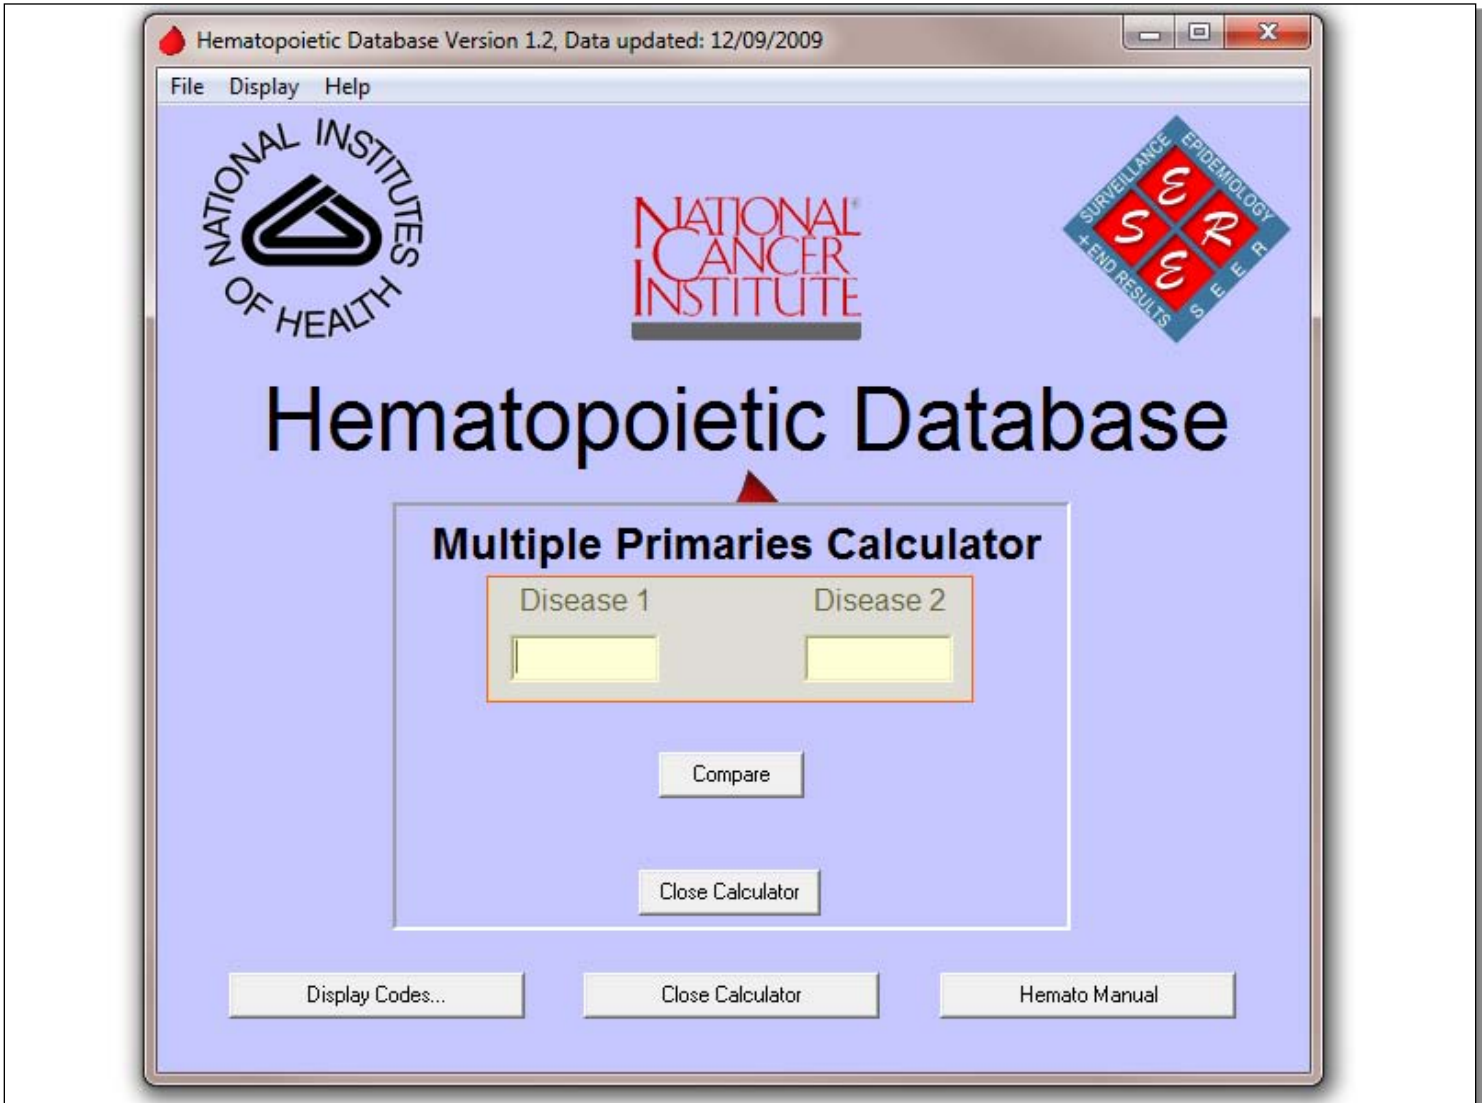 Hematopoietic Database Version 1.2, Data updated: 12/09/2009
File Display Help
NATIONAL INSTITUTES
OF HEALTH
NATIONAL
CANCER
INSTITUTE
SURVEILLANCE
EPIDEMIOLOGY
+ END RESULTS
SEER
S E E R
Hematopoietic Database
Multiple Primaries Calculator
Disease 1 Disease 2
Compare
Close Calculator
Display Codes... Close Calculator Hemato Manual